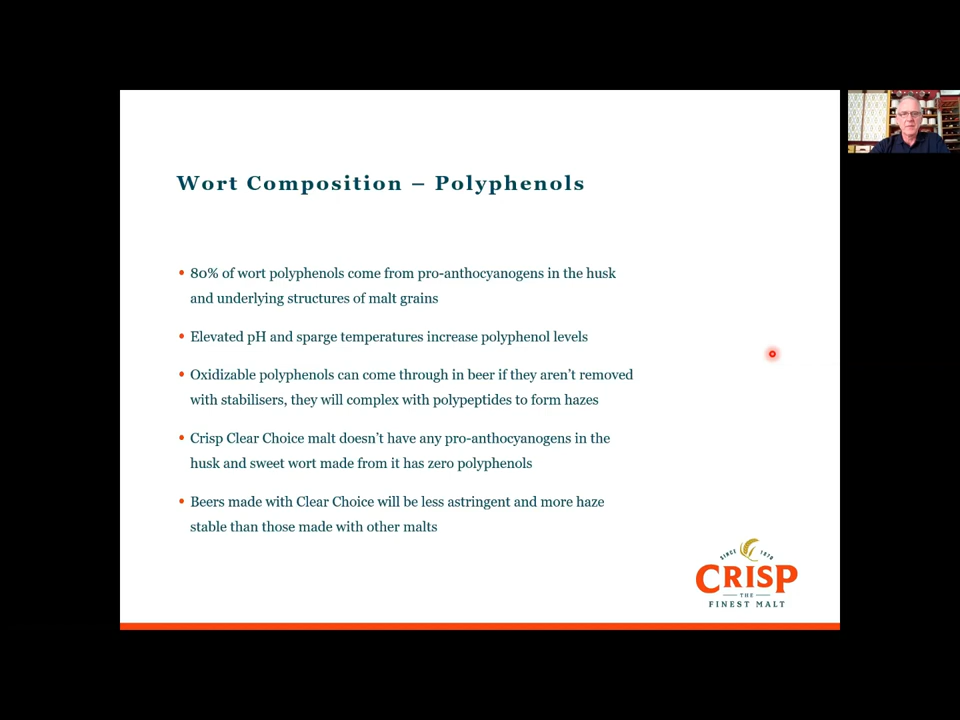 Wort Composition – Polyphenols
• 80% of wort polyphenols come from pro-anthocyanogens in the husk
and underlying structures of malt grains
• Elevated pH and sparge temperatures increase polyphenol levels
• Oxidizable polyphenols can come through in beer if they aren't removed
with stabilisers, they will complex with polypeptides to form hazes
• Crisp Clear Choice malt doesn't have any pro-anthocyanogens in the
husk and sweet wort made from it has zero polyphenols
• Beers made with Clear Choice will be less astringent and more haze
stable than those made with other malts
SINCE 1870
CRISP
THE
FINEST MALT